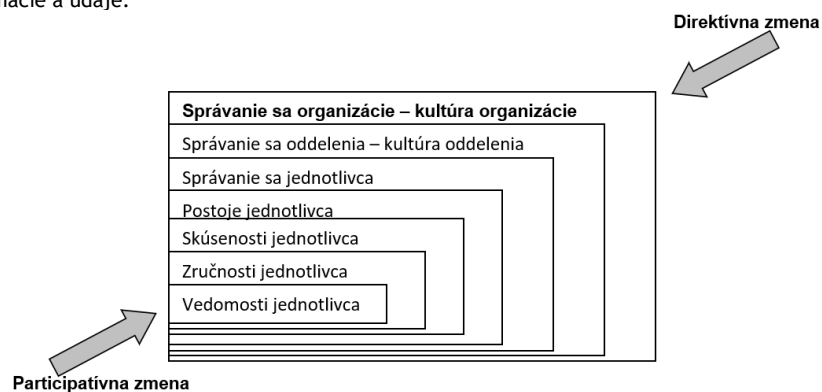 a údaje.
Direktívna zmena
Správanie sa organizácie – kultúra organizácie
Správanie sa oddelenia – kultúra oddelenia
Správanie sa jednotlivca
Postoje jednotlivca
Skúsenosti jednotlivca
Zručnosti jednotlivca
Vedomosti jednotlivca
Participatívna zmena